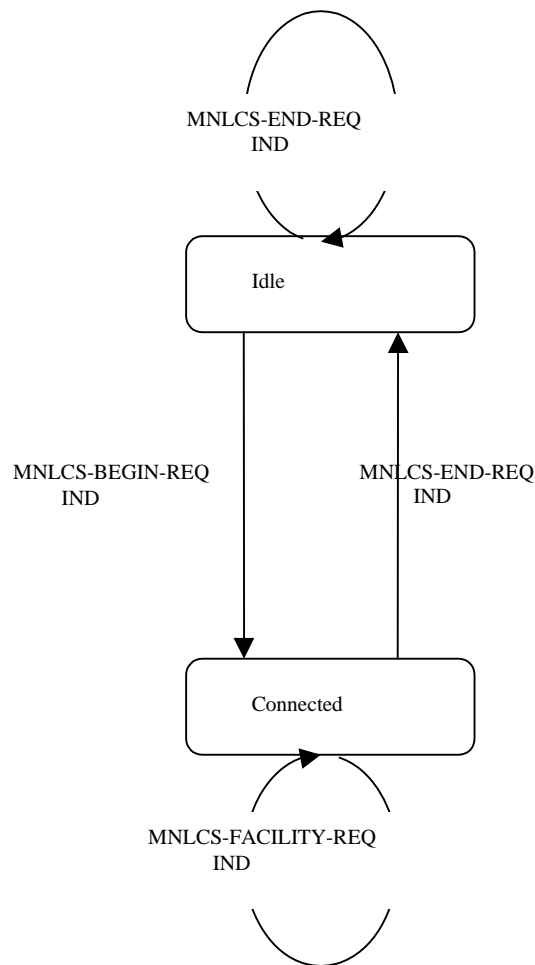 MNLCS-END-REQ
IND
Idle
MNLCS-BEGIN-REQ
IND
MNLCS-END-REQ
IND
Connected
MNLCS-FACILITY-REQ
IND